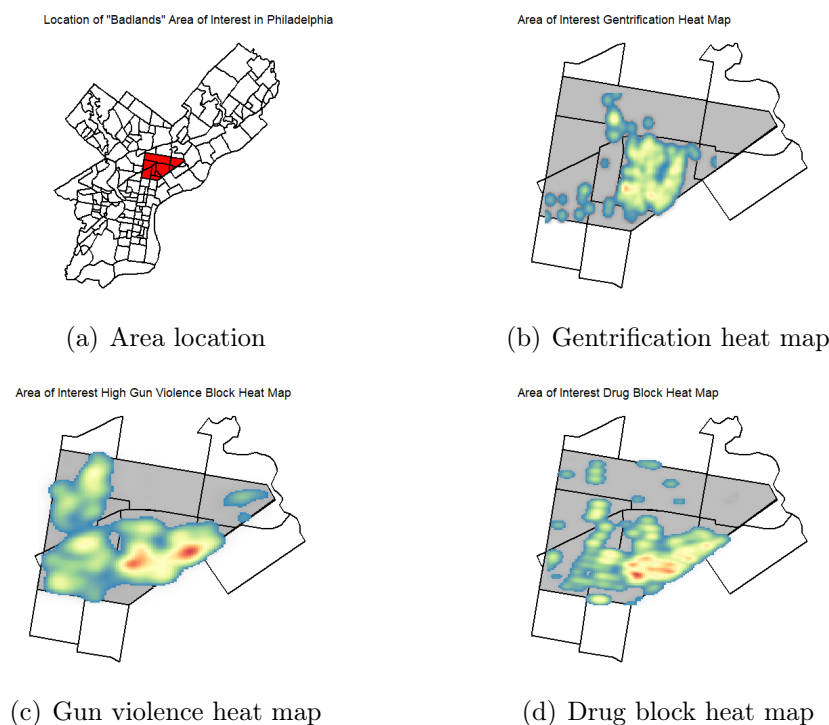 Location of "Badlands" Area of Interest in Philadelphia
Area of Interest Gentrification Heat Map
(a) Area location
(b) Gentrification heat map
Area of Interest High Gun Violence Block Heat Map
Area of Interest Drug Block Heat Map
(c) Gun violence heat map
(d) Drug block heat map